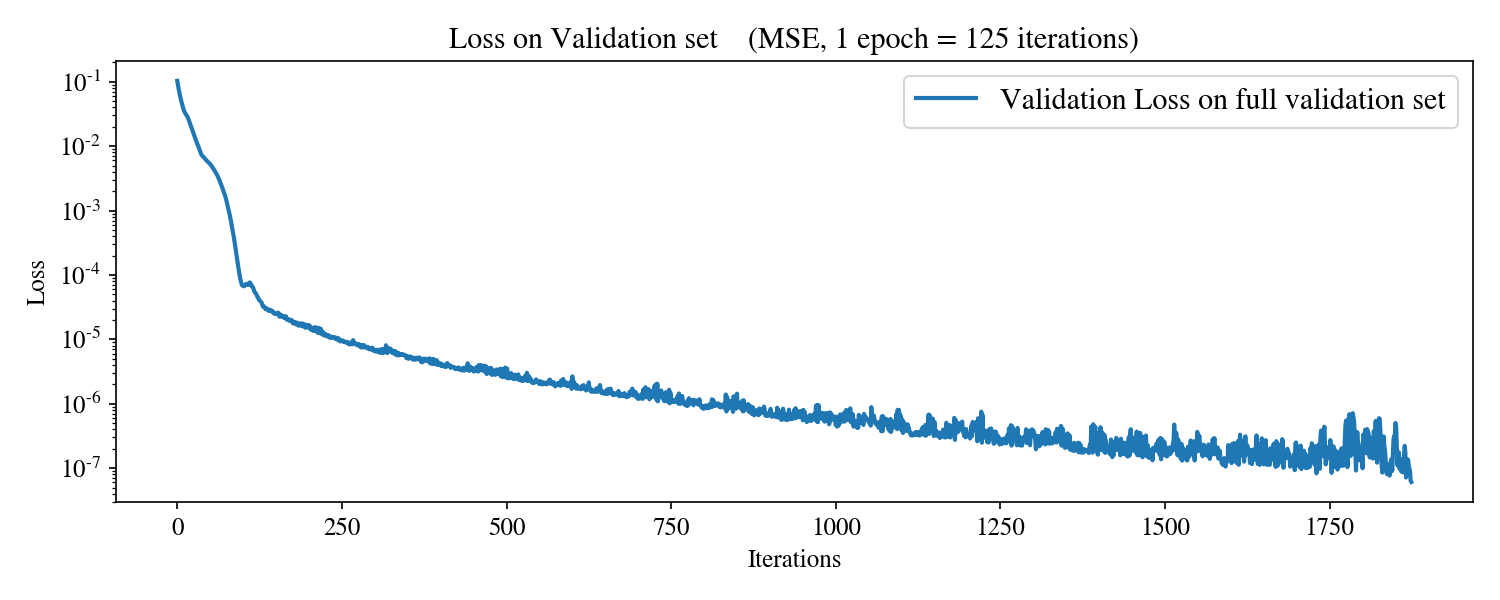 Loss on Validation set (MSE, 1 epoch = 125 iterations)
Validation Loss on full validation set
Loss
10^-1
10^-2
10^-3
10^-4
10^-5
10^-6
10^-7
0 250 500 750 1000 1250 1500 1750
Iterations